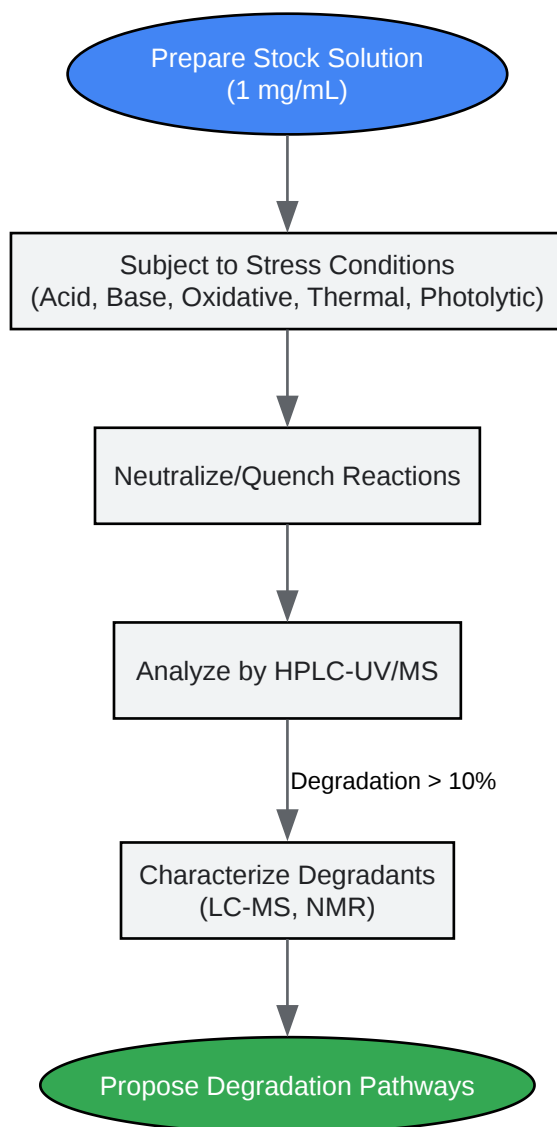 Prepare Stock Solution
(1 mg/mL)
Subject to Stress Conditions
(Acid, Base, Oxidative, Thermal, Photolytic)
Neutralize/Quench Reactions
Analyze by HPLC-UV/MS
Degradation > 10%
Characterize Degradants
(LC-MS, NMR)
Propose Degradation Pathways